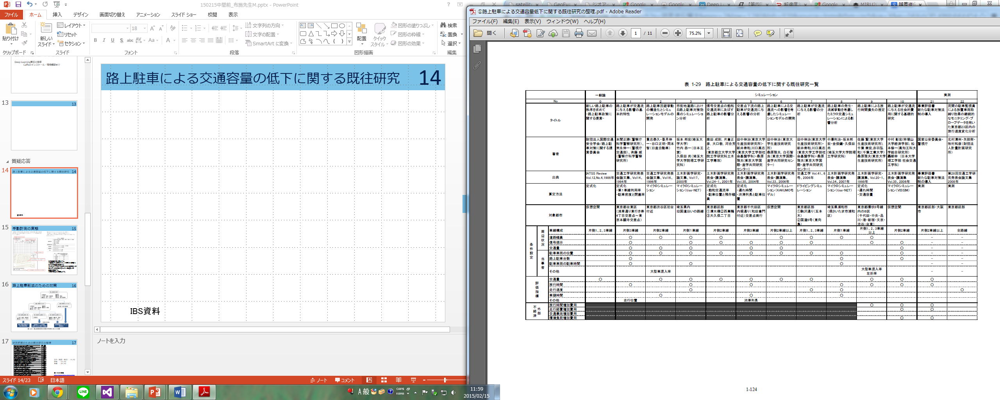 150215中間前_布施先生M.pptx - PowerPoint
ファイル
ホーム
挿入
デザイン
画面切り替え
アニメーション
スライド ショー
校閲
表示
貼り付け
新しい
スライド
レイアウト
リセット
セクション
18
文字列の方向
文字の配置
SmartArt に変換
配置
クイック
スタイル
図形の塗りつぶし
図形の枠線
図形の効果
検索
置換
選択
クリップボード
スライド
フォント
段落
図形描画
編集
Deep Learning実装の準備
Caffeのインストール・環境構築まで
13
13
質疑応答
14
路上駐車による交通容量の低下に関する既往研究 14
15
手動計測の実態 15
16
路上駐車削減のための対策 16
17
状況把握のための既往研究の整理 17
路上駐車による交通容量の低下に関する既往研究 14
IBS資料
ノートを入力
スライド 14/23
日本語
ノート
コメント
①路上駐車による交通容量低下に関する既往研究の整理.pdf - Adobe Reader
ファイル(F) 編集(E) 表示(V) ウィンドウ(W) ヘルプ(H)
開く
1 / 11
75.2%
表 1-29 路上駐車による交通容量の低下に関する既往研究一覧
一般論 シミュレーション 実測
No 0 1 2 3 4 5 6 7 8 9 10 21 22
タイトル
新しい路上駐車の秩序を求めて -路上駐車政策に関する提言-
路上駐車が交通流に与える影響の基本的特性
路上駐車回避挙動の構造化とシミュレーションモデルの開発
市街地道路における路上駐車対策効果のシミュレーション分析
信号交差点の飽和交通流率に及ぼす路上駐車の影響分析
交差点下流の路上駐車が交通流に与える影響の分析
路上駐車による交通流への影響を考慮したシミュレーションモデルの開発
路上駐車が交通流に与える影響の分析
路上駐車の発生・消滅挙動を考慮したミクロ交通シミュレーションによる影響分析
路上駐車による旅行時間損失の推定
路上駐車が交通流に与える社会的費用に関する基礎的研究
事業評価書 新たな駐車対策法制の導入
民間の駐車監視員による放置車両取締り効果の継続的なモニタリング-プローブデータを用いた東京都23区内の旅行速度変化分析-
著者
財団法人国際交通安全学会/路上駐車対策に関する提言委員会
本間正勝(警察庁科学警察研究所)、末永伸一(警視庁交通部)、斉藤 威(警察庁科学警察研究所)
貴志泰久・香月伸一・谷口正明・岡本智(日産自動車)
坂本 邦宏(埼玉大学) 竹内 恭一(日本工営) 久保田 尚(埼玉大学大学院理工学研究科)
鹿田 成則, 片倉正彦, 大口敬, 河合芳之 (東京都立大学大学院工学研究科土木工学専攻)
田中伸治(東京大学生産技術研究所)・新井寿和,川口高志(東京大学工学部社会基盤学科)・桑原雅夫(東京大学国際・産学共同研究センター)
田中伸治(東京大学生産技術研究所) 桑原雅夫, 白石智良(東京大学国際・産学共同研究センター)
田中伸治(東京大学生産技術研究所)・新井寿和,川口高志(東京大学工学部社会基盤学科)・桑原雅夫(東京大学国際・産学共同研究センター)
中澤利治・坂本邦宏・金俊鏞・久保田尚 (埼玉大学大学院理工学研究科)
佐藤 賢(東京大学生産技術研究所), 千葉 崇宏,赤羽弘和(千葉工業大学) 桑原雅夫(東京大学生産技術研究所)
中村 彰宏(帝塚山大学経済学部), 松本修一(高知工科大学総合研究所) 轟朝幸 (日本大学理工学部 社会交通工学科)
国家公安委員会・警視庁
北村清州・矢部努・牧村和彦(財団法人計量計画研究所)
出典
IATSS Review Vol.12,No.4,1986年
交通工学研究発表会論文集、Vol14、1994年
交通工学研究発表会論文集、Vol16、1996年
土木計画学研究・論文集、Vol17、2000年
土木計画学研究発表会・講演集、Vol.24-1、2001年
土木計画学研究発表会・講演集、Vol.30、2004年
土木計画学研究発表会・講演集、Vol.33、2006年
交通工学 Vol.41、6号、2006年
土木計画学研究発表会・講演集 Vol.34、2007年
土木計画学研究・講演集、Vol.20-1、1998年
土木計画学研究発表会・講演集 Vol.35、2006年
事業評価書 新たな駐車対策法制の導入
第28回交通工学研究発表会論文集 2008年
算定方法
定式化
定式化 ・第1車線利用率 ・駐車密度と閉塞率
マイクロシミュレーション
マイクロシミュレーション(tiss-NET)
定式化 ・飽和交通流率 ・駐車位置と残存幅員
定式化 ・遅れ時間 ・渋滞列長と駐車位置
マイクロシミュレーション(KAKUMOモデル)
ドライビングシミュレーション
マイクロシミュレーション(tiss-NET)
定式化 ・遅れ時間 ・交通容量
マイクロシミュレーション(VISSIM)
実測
実測
対象都市
仮想空間
東京都台東区 (浅草通り東行き寿4丁目交差点～東京本願寺交差点)
東京都渋谷区初台付近
埼玉県内 旧国道沿いの路線
東京都区部 ①清水橋②西巣鴨③大久保二丁目
東京都千代田区内堀通り(和田倉門付近)交差点南行
仮想空間
東京都区部 ①駒沢通り(五本木) ②国道6号(東向島)
埼玉県浦和市 (現さいたま市浦和区)
東京都環状6号線内の8区 (千代田・中央・品川・港・新宿・文京・渋谷・台東)
仮想空間
東京都区部・大阪市
東京都区部
条件設定
周辺状況
車線構成 片側1、2、3車線 片側3車線 片側2車線 片側1車線 片側2車線 片側3車線 片側2車線以上 片側1、2、3車線 片側1車線 片側1、2、3車線以上 片側2車線 片側2車線以上 全路線
道路幅員 ○ ○ ○ ○ ○ ○ ○ ○ - -
信号現示 ○ ○ ○ ○ ○ ○ ○ ○ - -
交通量 ○ ○ ○ ○ ○ ○ - -
当事者
駐車車両の位置 ○ ○ ○ ○ ○ ○ ○ ○ ○ - -
路上駐車台数 ○ ○ ○ - -
駐車車両の駐車時間 ○ ○ ○ - -
その他 大型車混入率 大型車混入率 左折率 - -
評価指標
交通量 ○ ○ ○ ○ ○ ○ ○ ○ ○ ○
旅行時間 ○ ○ ○ ○ ○ ○ ○
走行速度 ○ ○ ○ ○
車頭時間 ○ ○ ○
その他 走行位置 渋滞列長
外部不経済
旅行時間増加費用 ○ ○ ○
走行経費増加費用 ○ ○
交通事故増加費用
環境負荷増加費用 ○ ○
1-124
A 般
CAPS
KANA
11:59
2015/02/15